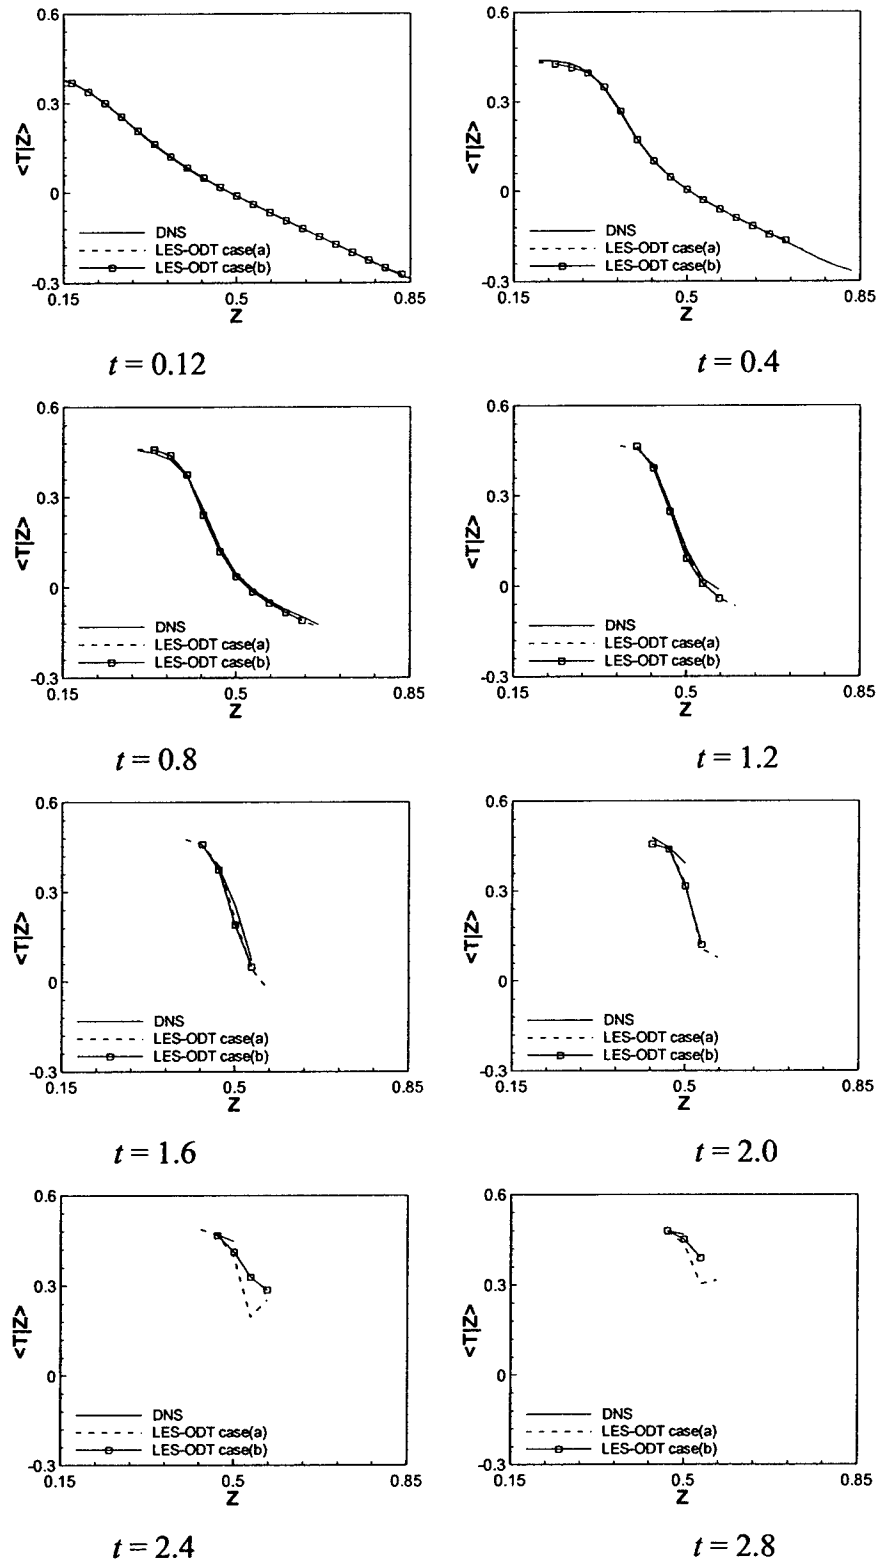 0.6
0.3
0
-0.3
<T|Z>
DNS
LES-ODT case(a)
LES-ODT case(b)
0.15
0.5
0.85
Z
t = 0.12
0.6
0.3
0
-0.3
<T|Z>
DNS
LES-ODT case(a)
LES-ODT case(b)
0.15
0.5
0.85
Z
t = 0.4
0.6
0.3
0
-0.3
<T|Z>
DNS
LES-ODT case(a)
LES-ODT case(b)
0.15
0.5
0.85
Z
t = 0.8
0.6
0.3
0
-0.3
<T|Z>
DNS
LES-ODT case(a)
LES-ODT case(b)
0.15
0.5
0.85
Z
t = 1.2
0.6
0.3
0
-0.3
<T|Z>
DNS
LES-ODT case(a)
LES-ODT case(b)
0.15
0.5
0.85
Z
t = 1.6
0.6
0.3
0
-0.3
<T|Z>
DNS
LES-ODT case(a)
LES-ODT case(b)
0.15
0.5
0.85
Z
t = 2.0
0.6
0.3
0
-0.3
<T|Z>
DNS
LES-ODT case(a)
LES-ODT case(b)
0.15
0.5
0.85
Z
t = 2.4
0.6
0.3
0
-0.3
<T|Z>
DNS
LES-ODT case(a)
LES-ODT case(b)
0.15
0.5
0.85
Z
t = 2.8